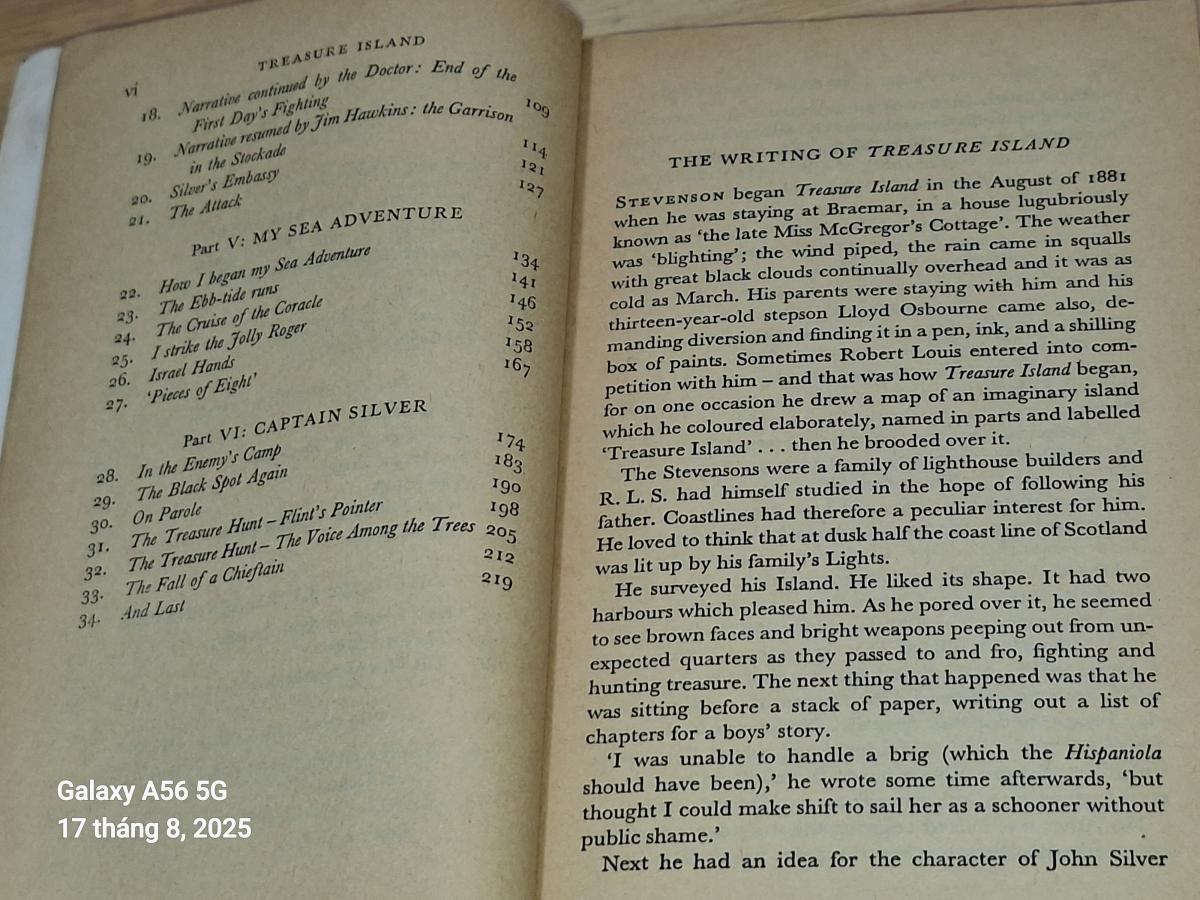 vi
TREASURE ISLAND
18. Narrative continued by the Doctor: End of the
First Day's Fighting 109
19. Narrative resumed by Jim Hawkins: the Garrison
in the Stockade 114
20. Silver's Embassy 121
21. The Attack 127
Part V: MY SEA ADVENTURE
22. How I began my Sea Adventure 134
23. The Ebb-tide runs 141
24. The Cruise of the Coracle 146
25. I strike the Jolly Roger 152
26. Israel Hands 158
27. 'Pieces of Eight' 167
Part VI: CAPTAIN SILVER
28. In the Enemy's Camp 174
29. The Black Spot Again 183
30. On Parole 190
31. The Treasure Hunt – Flint's Pointer 198
32. The Treasure Hunt – The Voice Among the Trees 205
33. The Fall of a Chieftain 212
34. And Last 219
THE WRITING OF TREASURE ISLAND
STEVENSON began Treasure Island in the August of 1881
when he was staying at Braemar, in a house lugubriously
known as 'the late Miss McGregor's Cottage'. The weather
was 'blighting'; the wind piped, the rain came in squalls
with great black clouds continually overhead and it was as
cold as March. His parents were staying with him and his
thirteen-year-old stepson Lloyd Osbourne came also, de-
manding diversion and finding it in a pen, ink, and a shilling
box of paints. Sometimes Robert Louis entered into com-
petition with him – and that was how Treasure Island began,
for on one occasion he drew a map of an imaginary island
which he coloured elaborately, named in parts and labelled
'Treasure Island' . . . then he brooded over it.
The Stevensons were a family of lighthouse builders and
R. L. S. had himself studied in the hope of following his
father. Coastlines had therefore a peculiar interest for him.
He loved to think that at dusk half the coast line of Scotland
was lit up by his family's Lights.
He surveyed his Island. He liked its shape. It had two
harbours which pleased him. As he pored over it, he seemed
to see brown faces and bright weapons peeping out from un-
expected quarters as they passed to and fro, fighting and
hunting treasure. The next thing that happened was that he
was sitting before a stack of paper, writing out a list of
chapters for a boys' story.
'I was unable to handle a brig (which the Hispaniola
should have been),' he wrote some time afterwards, 'but
thought I could make shift to sail her as a schooner without
public shame.'
Next he had an idea for the character of John Silver
Galaxy A56 5G
17 tháng 8, 2025